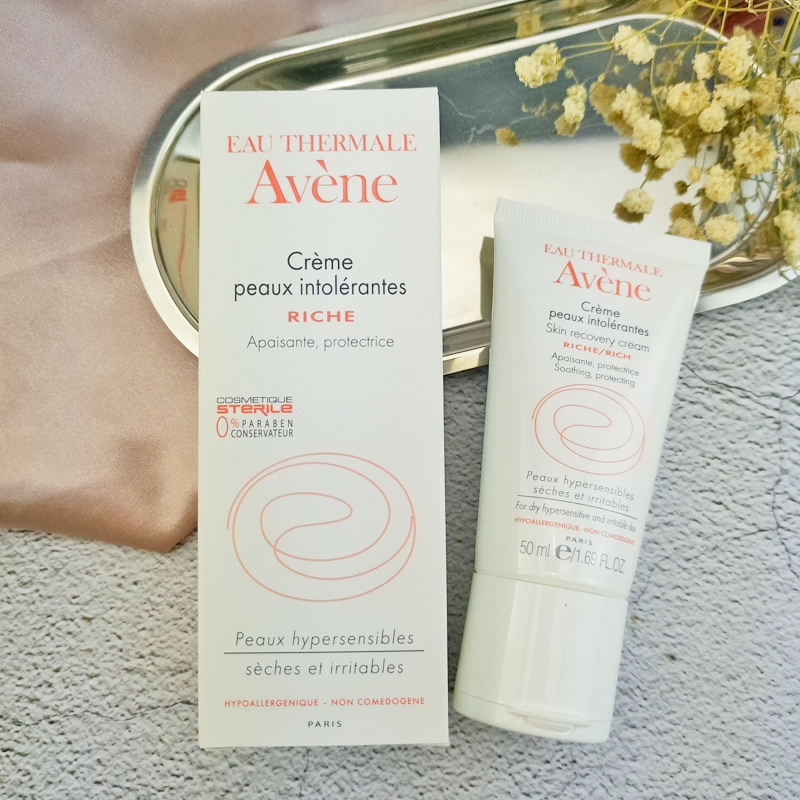 EAU THERMALE
Avène
Crème
peaux intolérantes
RICHE
Apaisante, protectrice
COSMETIQUE
STERILE
0% PARABEN
CONSERVATEUR
Peaux hypersensibles
sèches et irritables
HYPOALLERGENIQUE - NON COMEDOGENE
PARIS
EAU THERMALE
Avène
Crème
peaux intolérantes
Skin recovery cream
RICHE/RICH
Apaisante, protectrice
Soothing, protecting
Peaux hypersensibles
sèches et irritables
For dry hypersensitive and irritable skin
HYPOALLERGENIQUE - NON COMEDOGENE
PARIS
50 ml e/1.69 FL.OZ.